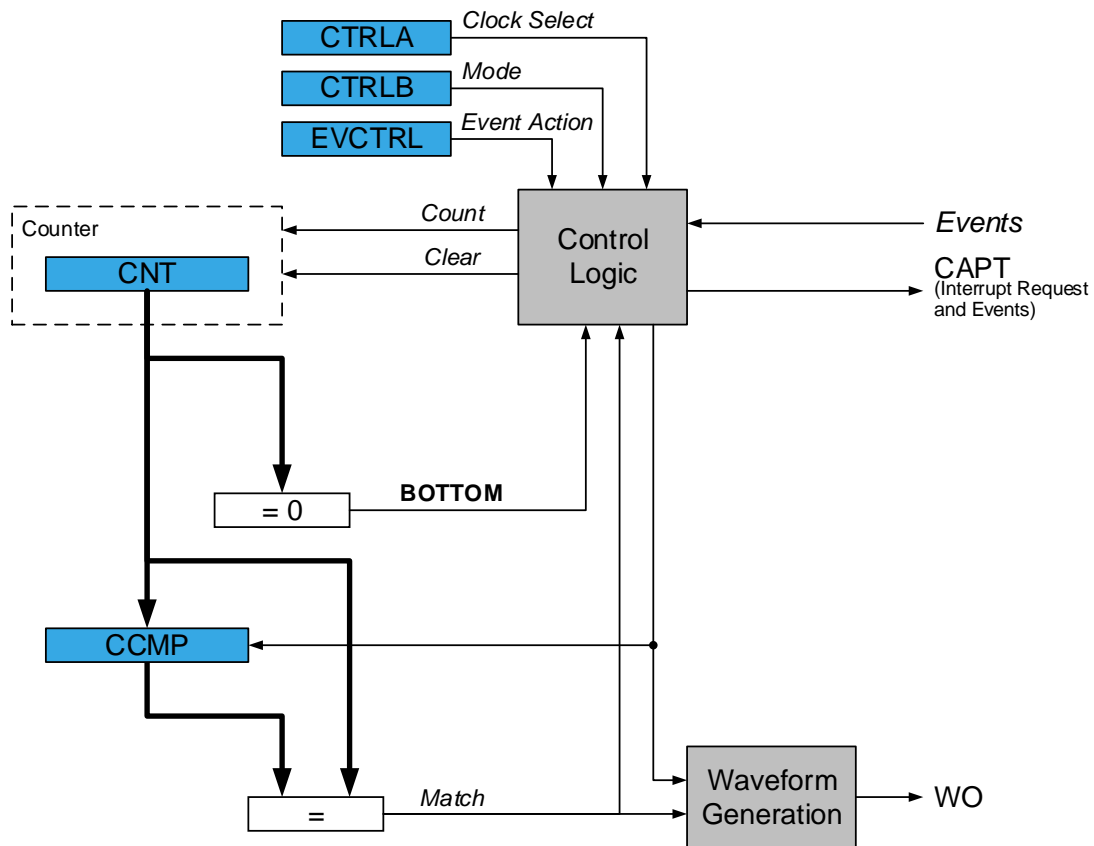 CTRLA
Clock Select
CTRLB
Mode
EVCTRL
Event Action
Counter
CNT
Count
Clear
Control
Logic
Events
CAPT
(Interrupt Request
and Events)
= 0
BOTTOM
CCMP
=
Match
Waveform
Generation
WO